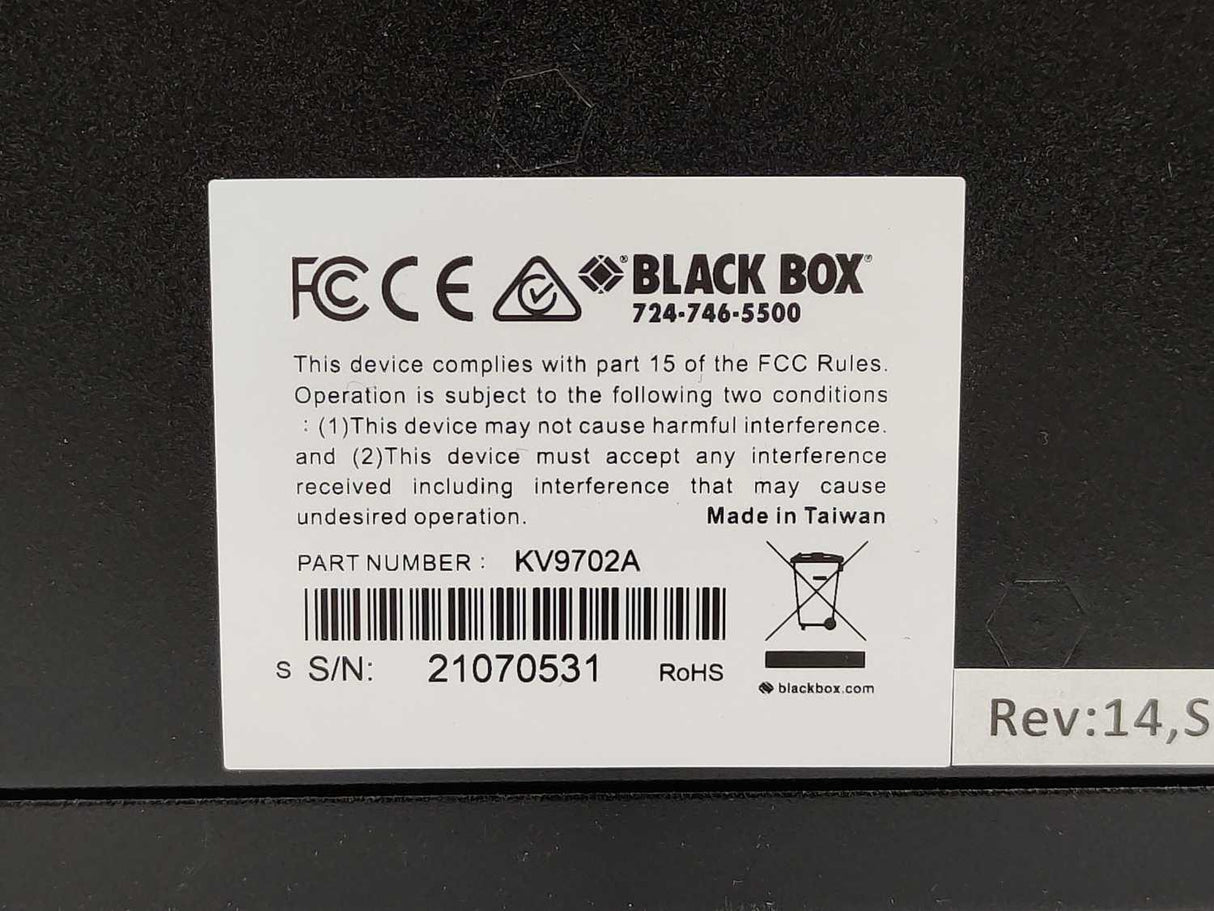 FC CE BLACK BOX®
724-746-5500
This device complies with part 15 of the FCC Rules.
Operation is subject to the following two conditions
: (1)This device may not cause harmful interference.
and (2)This device must accept any interference
received including interference that may cause
undesired operation. Made in Taiwan
PART NUMBER : KV9702A
S S/N: 21070531 RoHS
blackbox.com
Rev:14,S